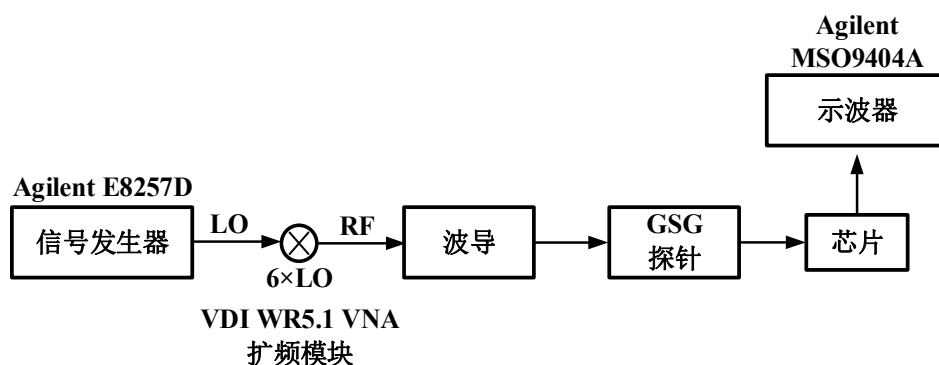 Agilent
MSO9404A
示波器
Agilent E8257D
信号发生器
LO
RF
6×LO
VDI WR5.1 VNA
扩频模块
波导
GSG
探针
芯片